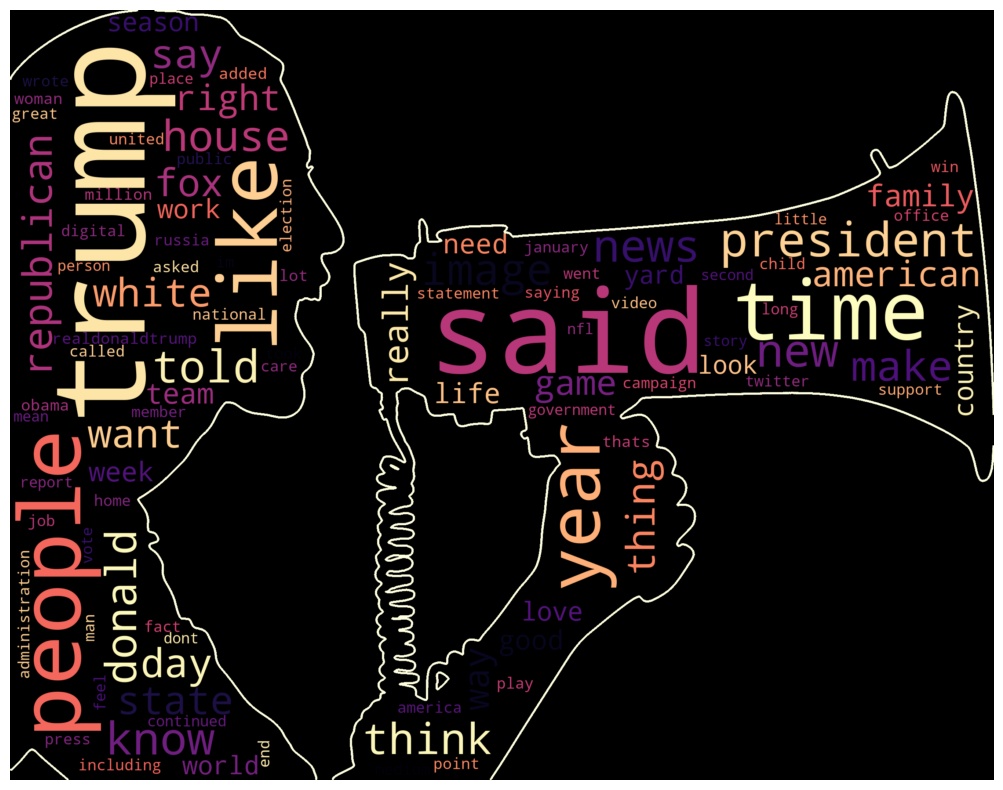 season
say
wrote
place
added
woman
great
right
trump
united
house
public
republican
fox
like
million
work
election
digital
russia
person
asked
im
lot
white
national
realdonaldtrump
called
told
care
team
obama
mean
member
want
people
week
report
home
job
vote
donald
administration
man
fact
dont
day
feel
state
continued
know
press
end
including
world
need
january
news
image
went
yard
second
really
statement
saying
video
said
nfl
story
life
game
campaign
look
new
twitter
government
win
family
office
little
president
child
american
long
time
make
support
country
year
thats
thing
love
good
way
play
america
think
point